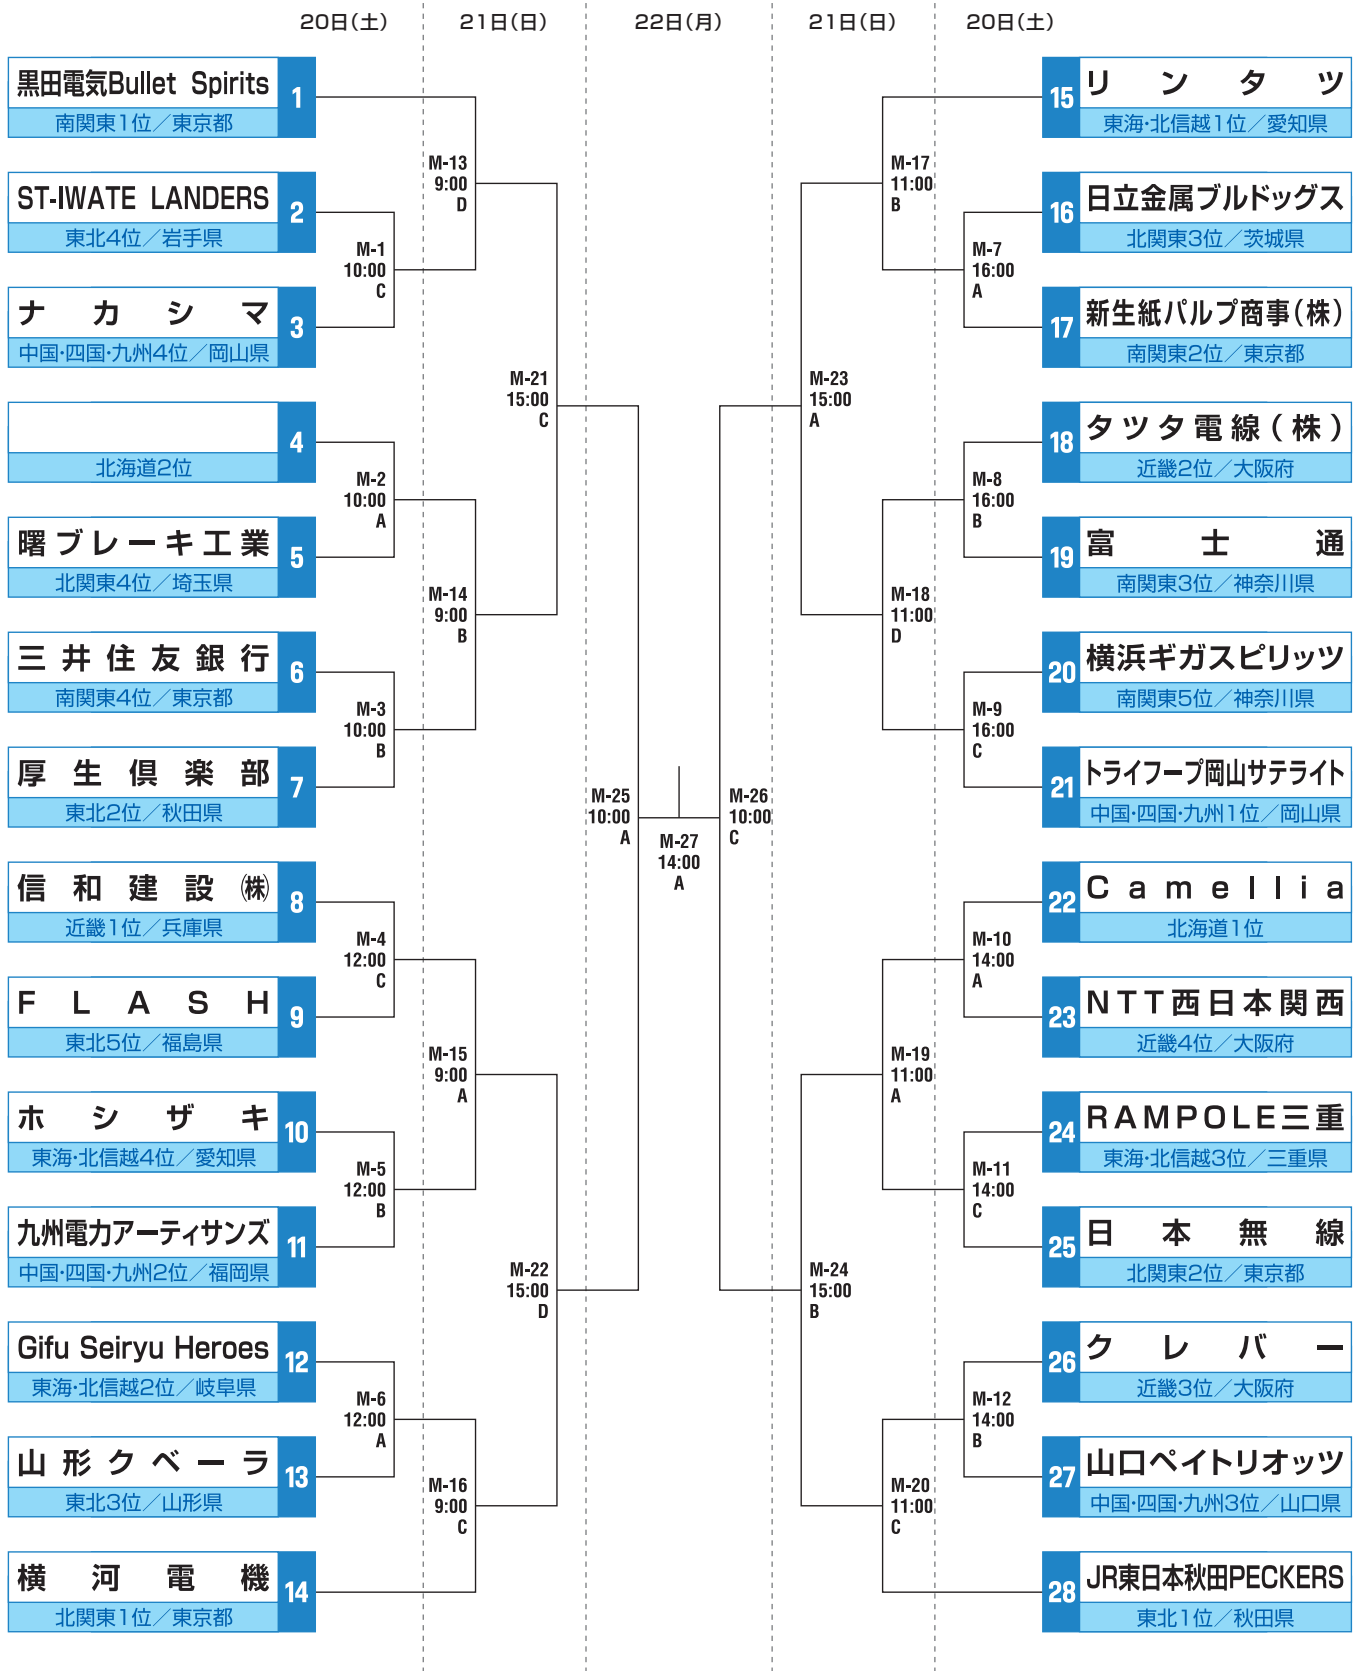 20日(土)
21日(日)
22日(月)
21日(日)
20日(土)
黒田電気Bullet Spirits
1
南関東1位／東京都
ST-IWATE LANDERS
2
東北4位／岩手県
ナカシマ
3
中国・四国・九州4位／岡山県
4
北海道2位
曙ブレーキ工業
5
北関東4位／埼玉県
三井住友銀行
6
南関東4位／東京都
厚生倶楽部
7
東北2位／秋田県
信和建設㈱
8
近畿1位／兵庫県
FLASH
9
東北5位／福島県
ホシザキ
10
東海・北信越4位／愛知県
九州電力アーティサンズ
11
中国・四国・九州2位／福岡県
Gifu Seiryu Heroes
12
東海・北信越2位／岐阜県
山形クベーラ
13
東北3位／山形県
横河電機
14
北関東1位／東京都
M-1
10:00
C
M-2
10:00
A
M-3
10:00
B
M-4
12:00
C
M-5
12:00
B
M-6
12:00
A
M-13
9:00
D
M-14
9:00
B
M-15
9:00
A
M-16
9:00
C
M-21
15:00
C
M-22
15:00
D
M-25
10:00
A
M-27
14:00
A
M-26
10:00
C
M-23
15:00
A
M-24
15:00
B
M-17
11:00
B
M-18
11:00
D
M-19
11:00
A
M-20
11:00
C
M-7
16:00
A
M-8
16:00
B
M-9
16:00
C
M-10
14:00
A
M-11
14:00
C
M-12
14:00
B
15
リンタツ
東海・北信越1位／愛知県
16
日立金属ブルドッグス
北関東3位／茨城県
17
新生紙パルプ商事(株)
南関東2位／東京都
18
タツタ電線(株)
近畿2位／大阪府
19
富士通
南関東3位／神奈川県
20
横浜ギガスピリッツ
南関東5位／神奈川県
21
トライフープ岡山サテライト
中国・四国・九州1位／岡山県
22
Camellia
北海道1位
23
NTT西日本関西
近畿4位／大阪府
24
RAMPOLE三重
東海・北信越3位／三重県
25
日本無線
北関東2位／東京都
26
クレバー
近畿3位／大阪府
27
山口ペイトリオッツ
中国・四国・九州3位／山口県
28
JR東日本秋田PECKERS
東北1位／秋田県